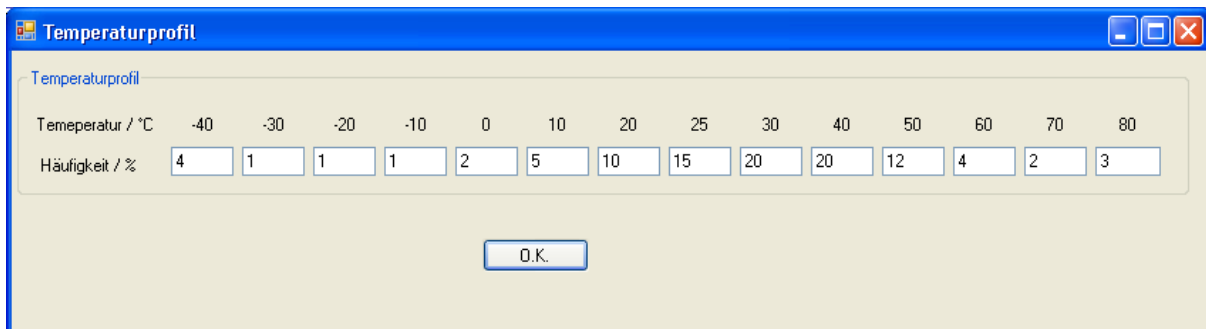 Temperaturprofil
Temperaturprofil
Temeperatur / °C -40 -30 -20 -10 0 10 20 25 30 40 50 60 70 80
Häufigkeit / % 4 1 1 1 2 5 10 15 20 20 12 4 2 3
O.K.